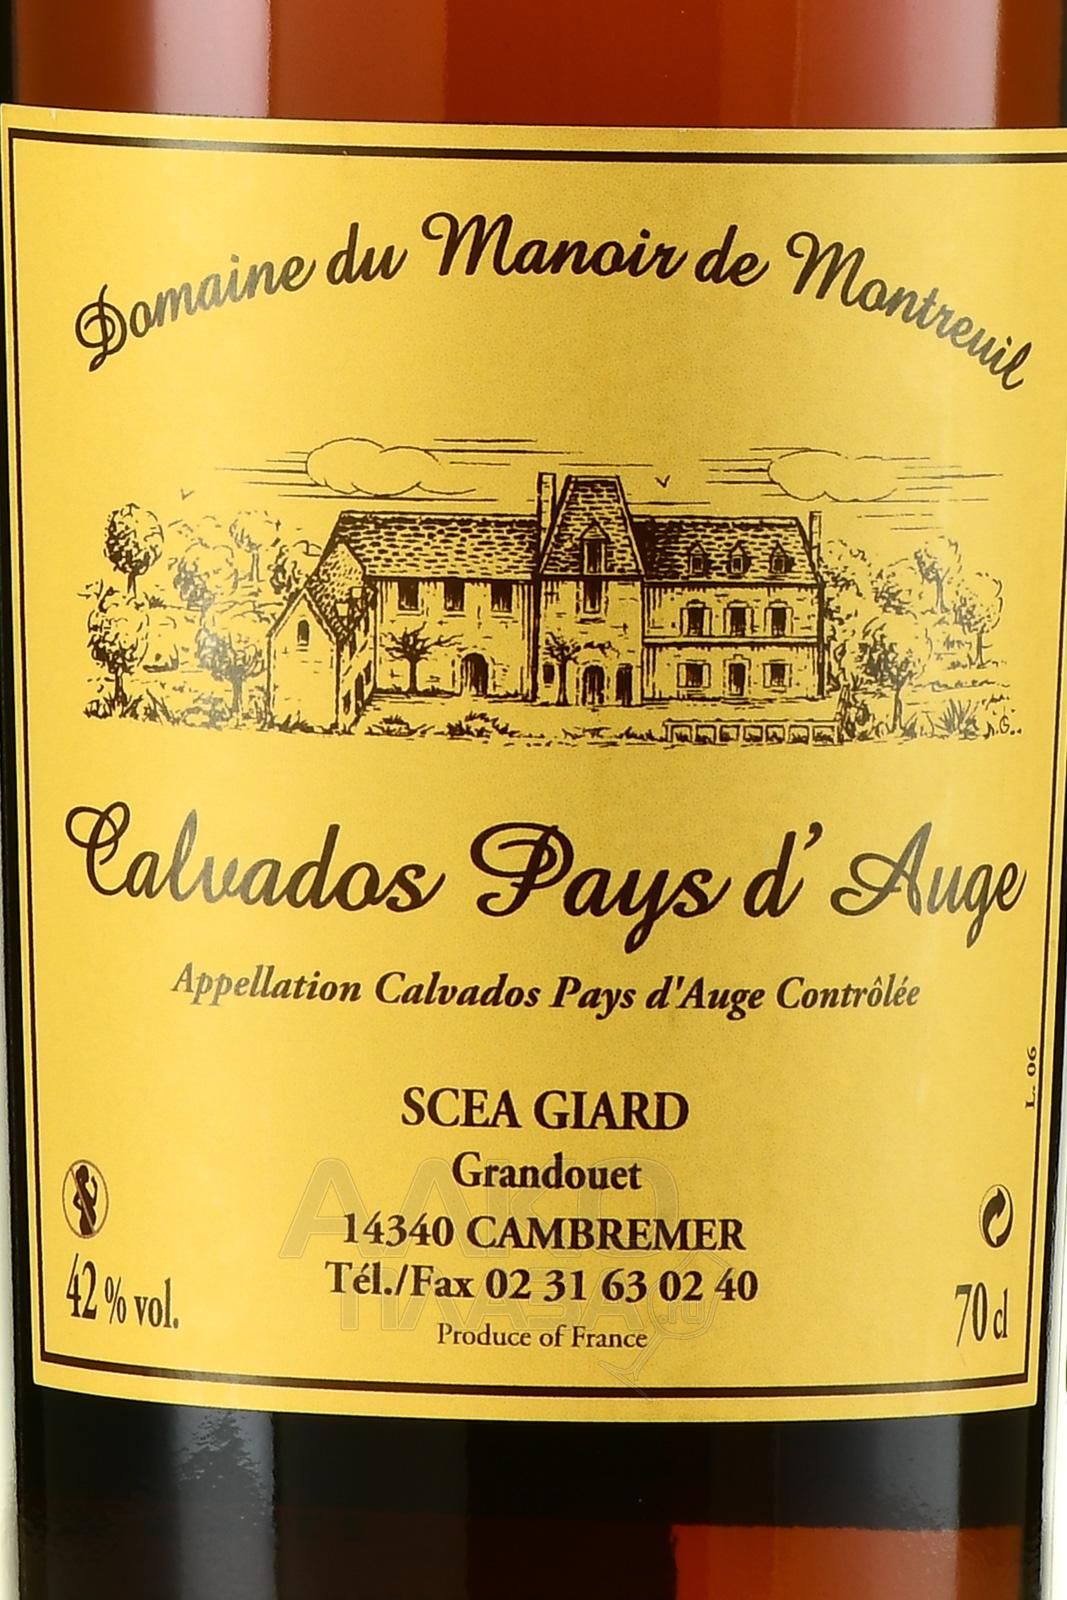 Domaine du Manoir de Montreuil
n.G..
Calvados Pays d'Auge
Appellation Calvados Pays d'Auge Contrôlée
L. 06
SCEA GIARD
Grandouet
14340 CAMBREMER
Tél./Fax 02 31 63 02 40
42 % vol.
70 cl
Produce of France